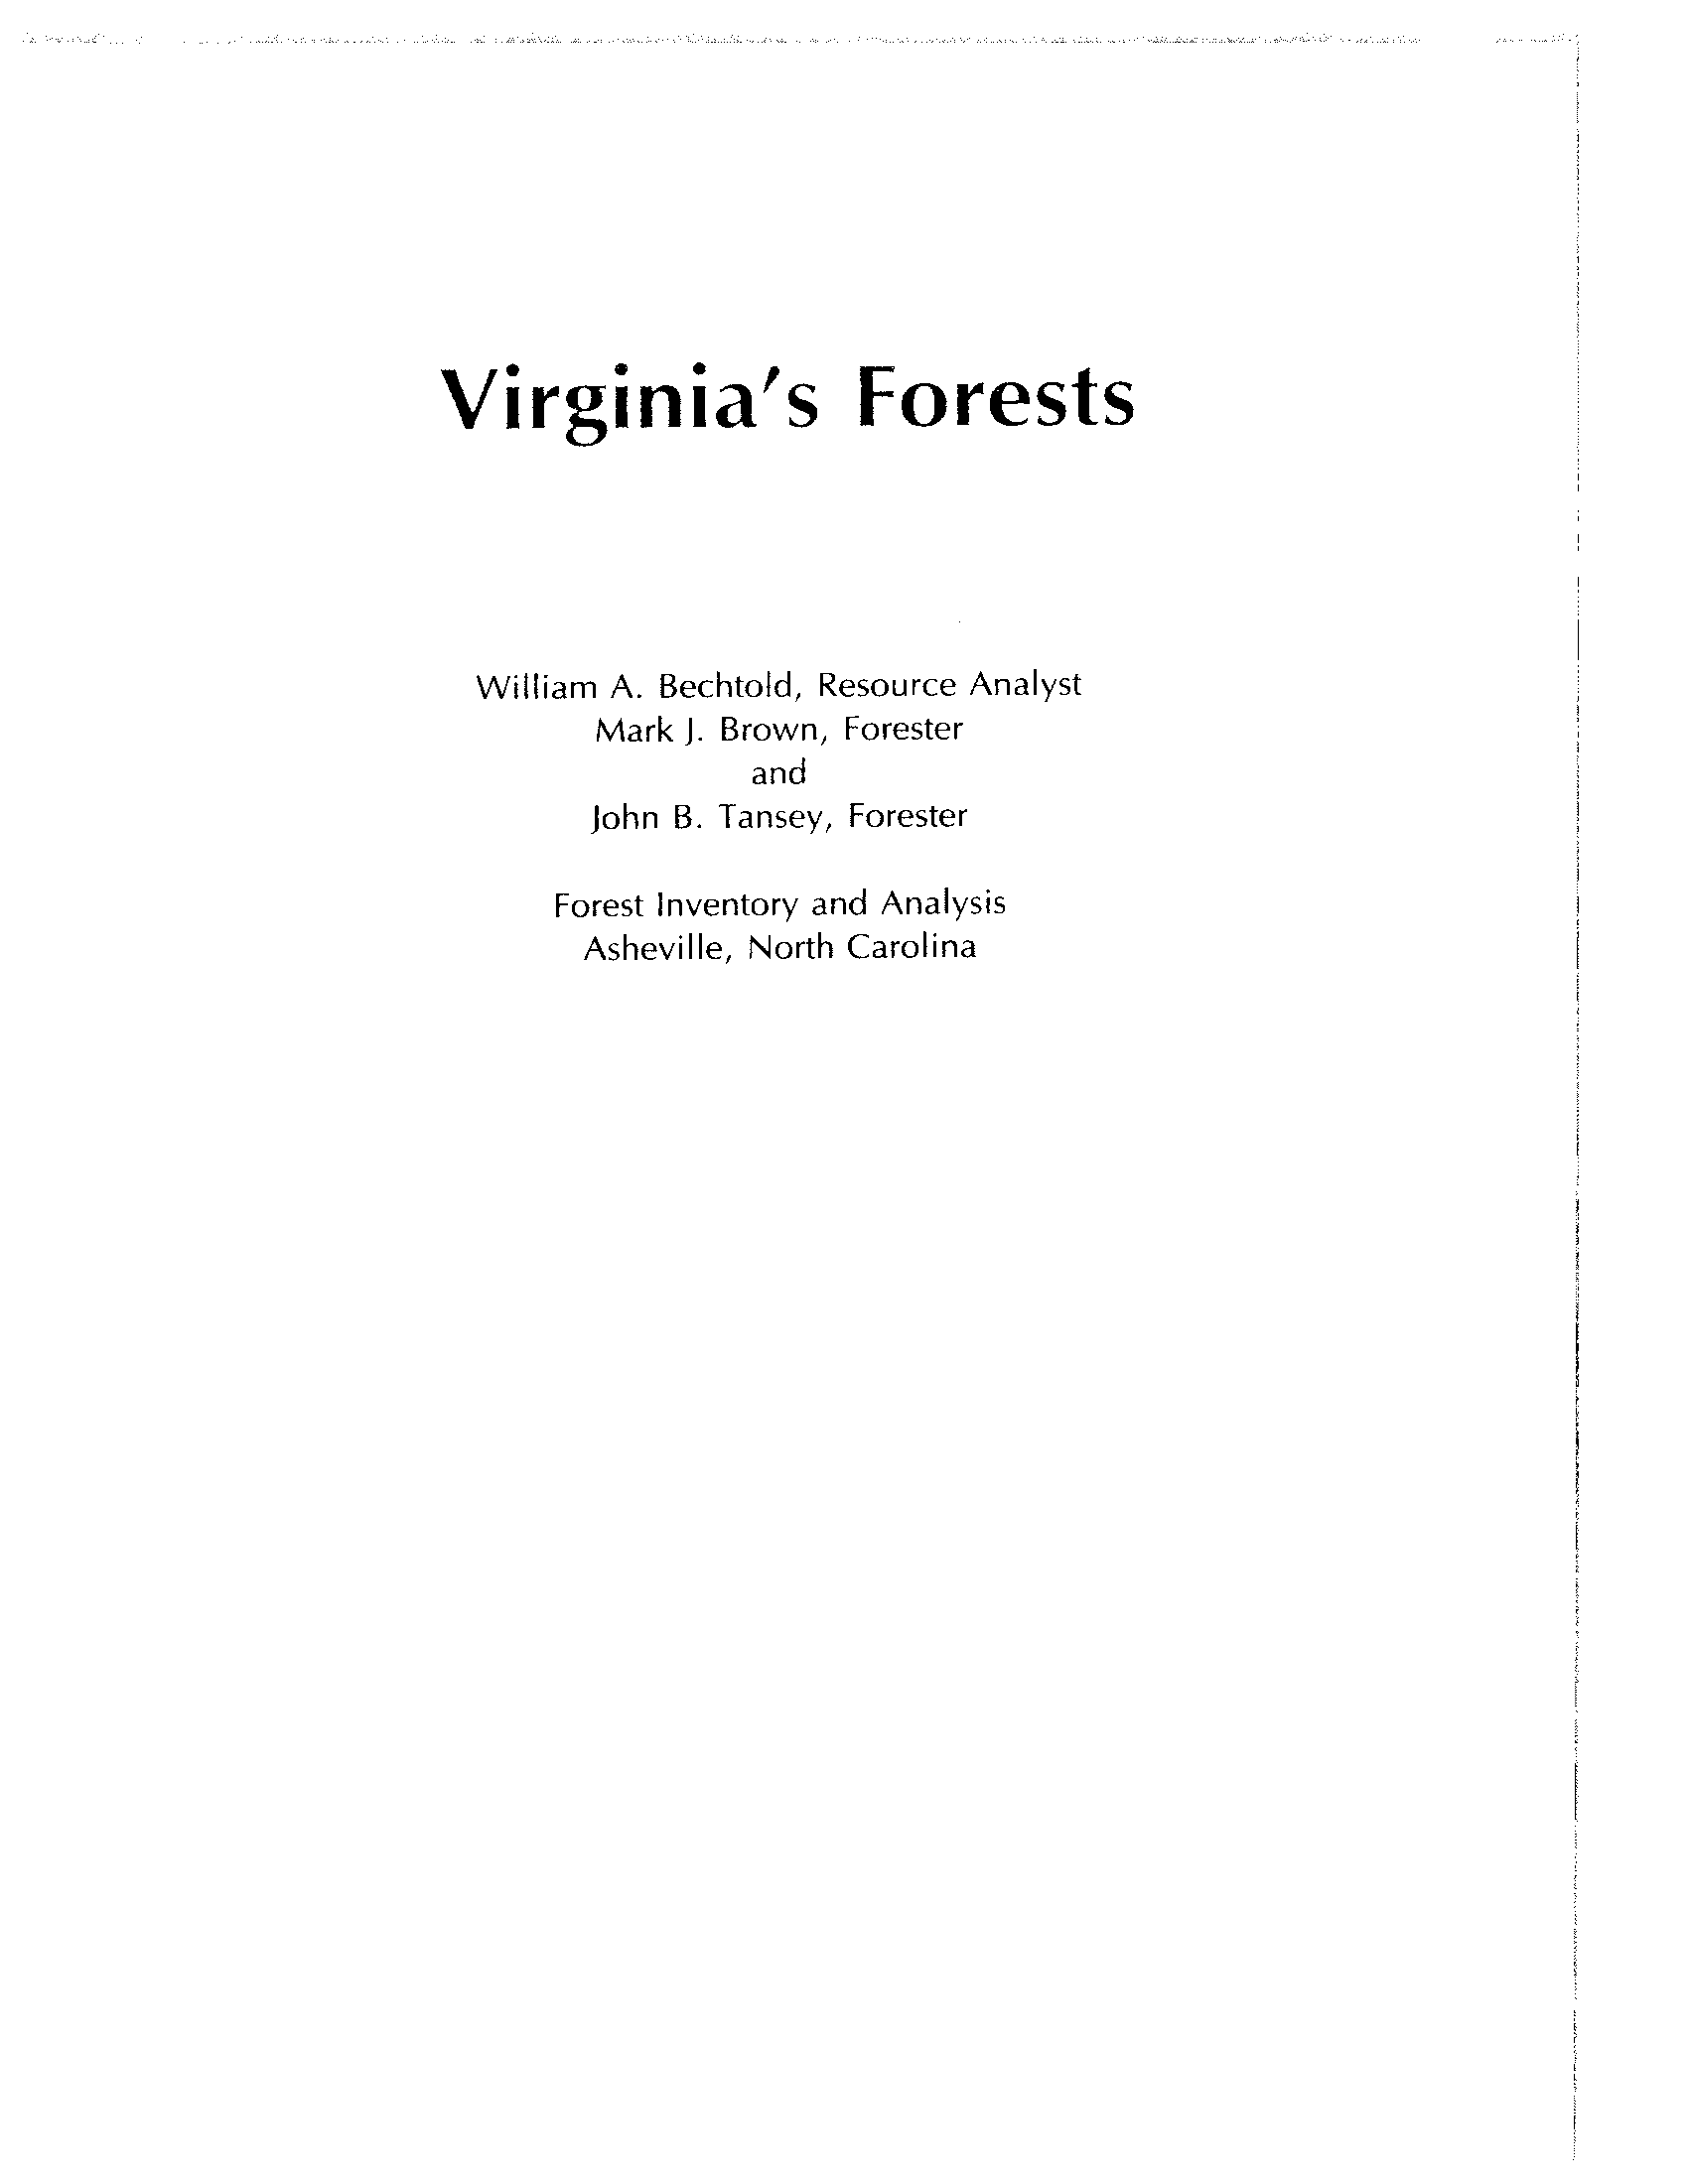 Virginia's Forests
William A. Bechtold, Resource Analyst
Mark J. Brown, Forester
and
John B. Tansey, Forester
Forest Inventory and Analysis
Asheville, North Carolina